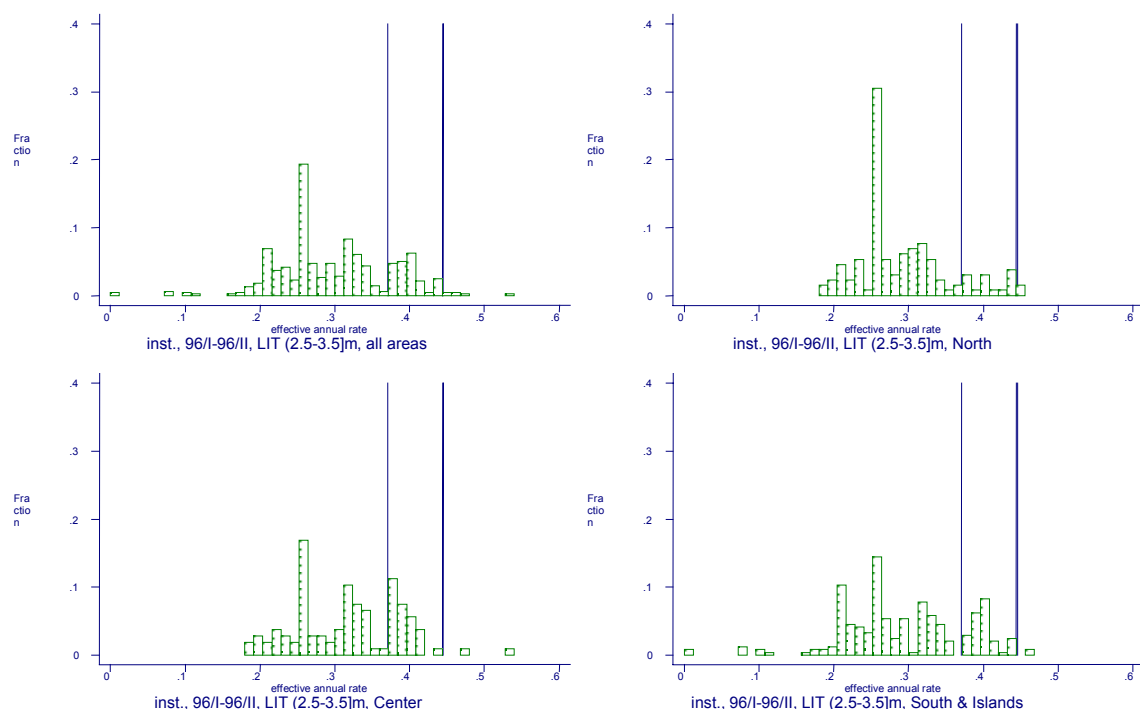 .4
.3
Fra
ctio
n
.2
.1
0
0 .1 .2 .3 .4 .5 .6
effective annual rate
inst., 96/I-96/II, LIT (2.5-3.5]m, all areas
.4
.3
Fra
ctio
n
.2
.1
0
0 .1 .2 .3 .4 .5 .6
effective annual rate
inst., 96/I-96/II, LIT (2.5-3.5]m, North
.4
.3
Fra
ctio
n
.2
.1
0
0 .1 .2 .3 .4 .5 .6
effective annual rate
inst., 96/I-96/II, LIT (2.5-3.5]m, Center
.4
.3
Fra
ctio
n
.2
.1
0
0 .1 .2 .3 .4 .5 .6
effective annual rate
inst., 96/I-96/II, LIT (2.5-3.5]m, South & Islands